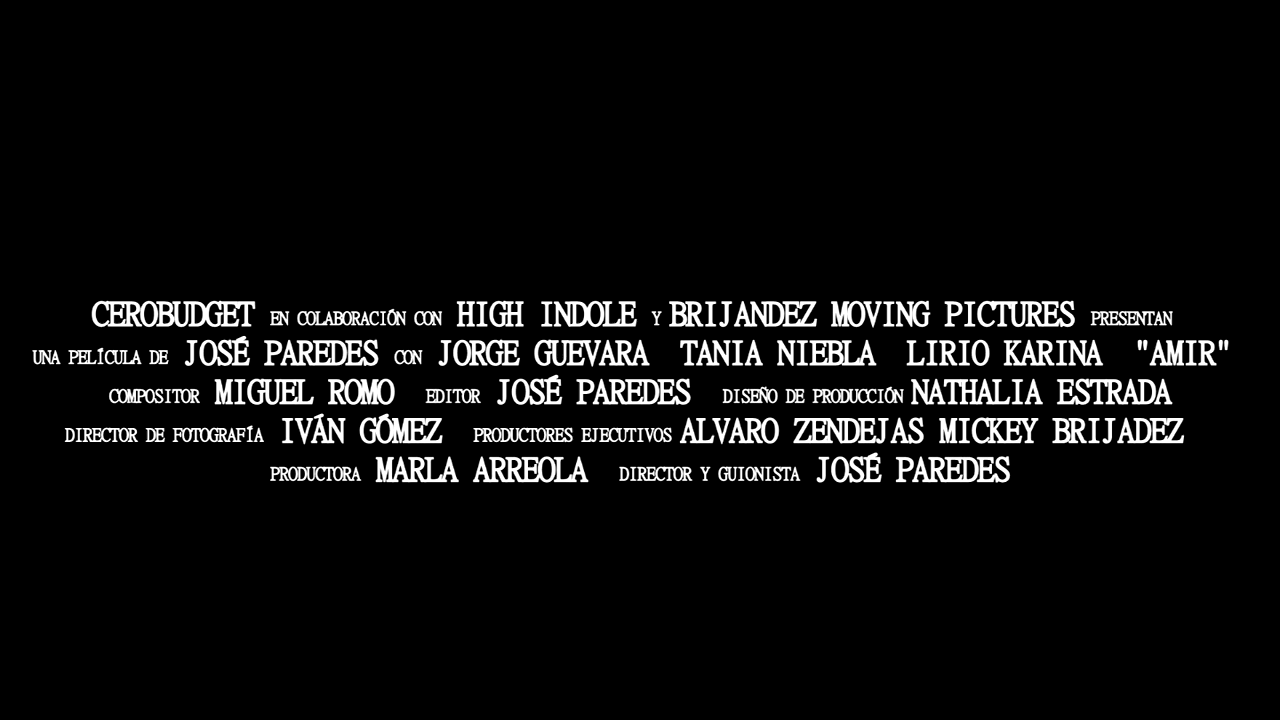 CEROBUDGET EN COLABORACIÓN CON HIGH INDOLE Y BRIJANDEZ MOVING PICTURES PRESENTAN
UNA PELÍCULA DE JOSÉ PAREDES CON JORGE GUEVARA TANIA NIEBLA LIRIO KARINA "AMIR"
COMPOSITOR MIGUEL ROMO EDITOR JOSÉ PAREDES DISEÑO DE PRODUCCIÓN NATHALIA ESTRADA
DIRECTOR DE FOTOGRAFÍA IVÁN GÓMEZ PRODUCTORES EJECUTIVOS ALVARO ZENDEJAS MICKEY BRIJADEZ
PRODUCTORA MARLA ARREOLA DIRECTOR Y GUIONISTA JOSÉ PAREDES